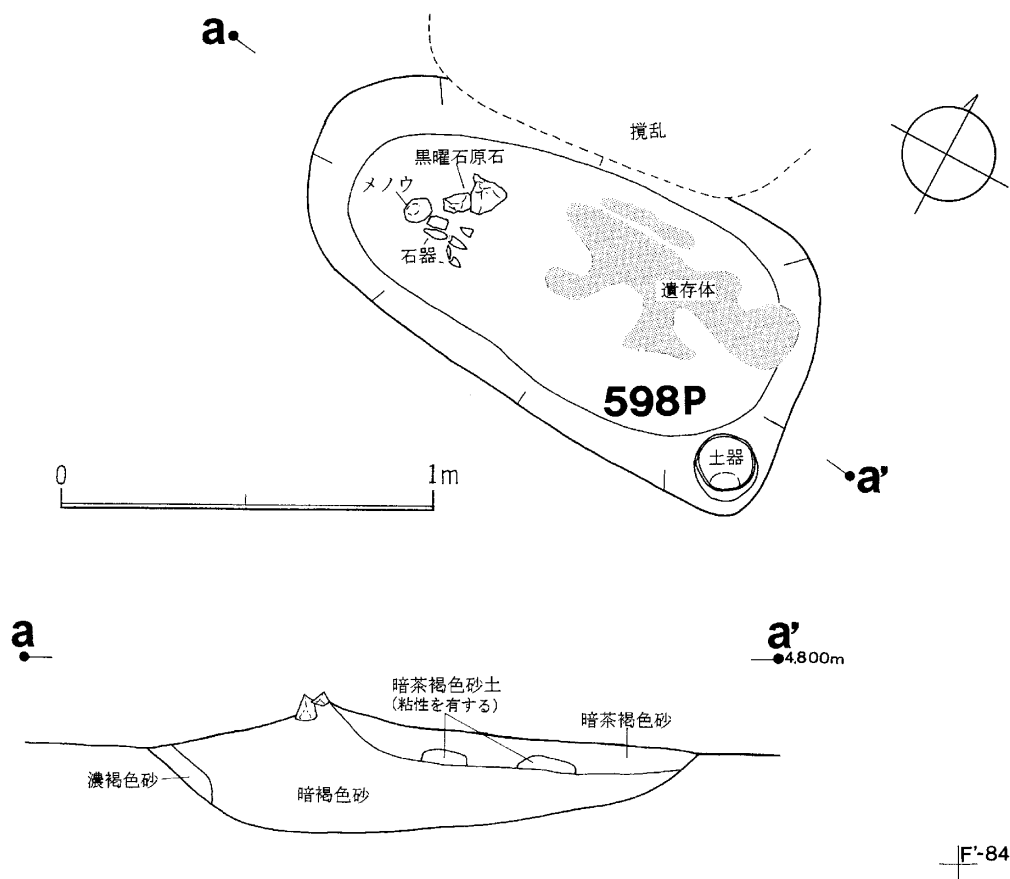 a
攪乱
黒曜石原石
メノウ
石器
遺存体
598P
土器
a'
0 1m
a
a'
4,800m
暗茶褐色砂土
(粘性を有する)
暗茶褐色砂
濃褐色砂
暗褐色砂
F'-84